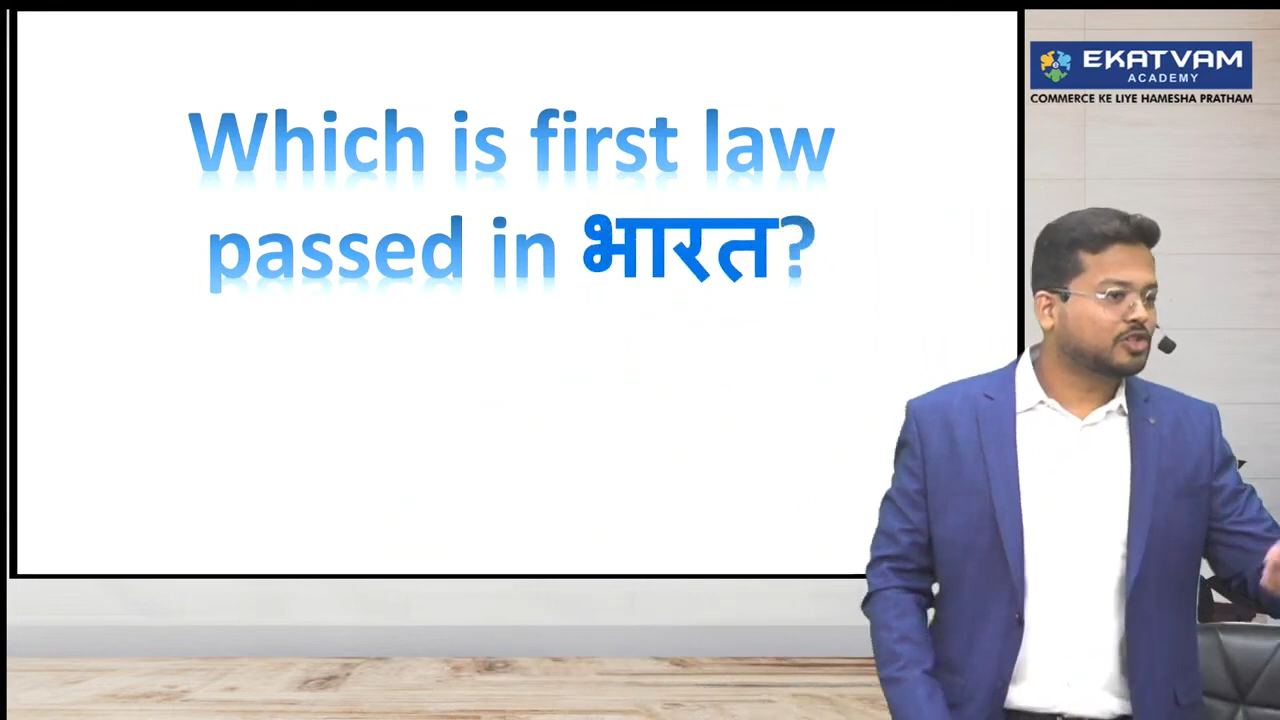 Which is first law
passed in भारत?
EKATVAM
ACADEMY
COMMERCE KE LIYE HAMESHA PRATHAM